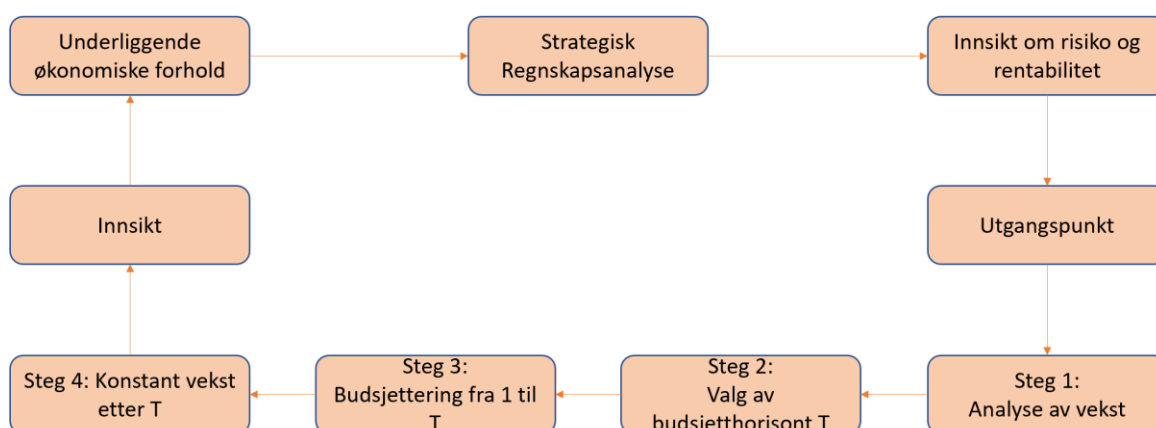 Underliggende
økonomiske forhold
Strategisk
Regnskapsanalyse
Innsikt om risiko og
rentabilitet
Innsikt
Utgangspunkt
Steg 4: Konstant vekst
etter T
Steg 3:
Budsjettering fra 1 til
T
Steg 2:
Valg av
budsjetthorisont T
Steg 1:
Analyse av vekst